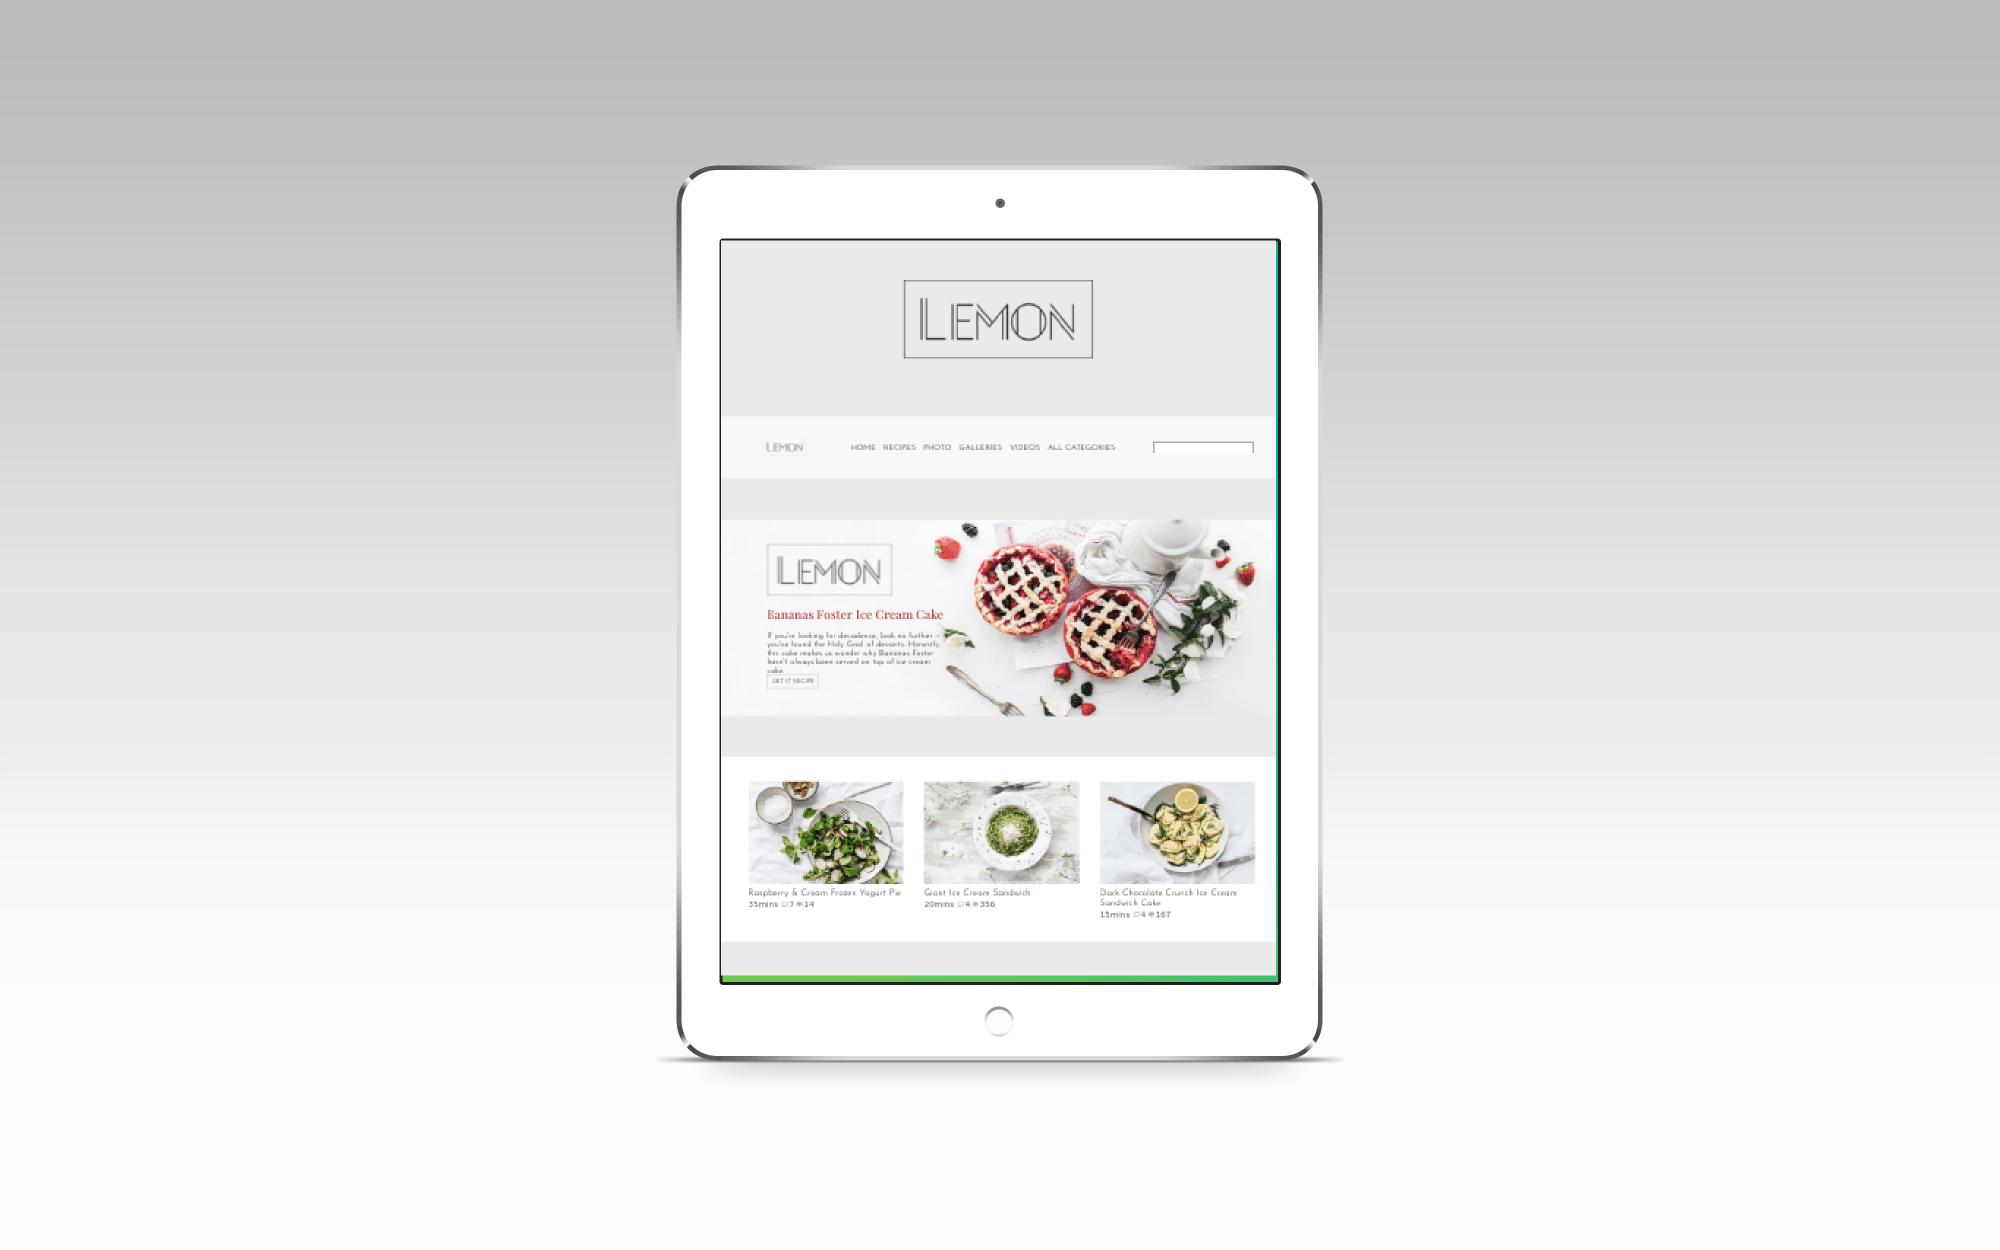 LEMON
LEMON HOME RECIPES PHOTO GALLERIES VIDEOS ALL CATEGORIES
LEMON
Bananas Foster Ice Cream Cake
If you're looking for decadence, look no further –
you've found the Holy Grail of desserts. Honestly,
this cake makes us wonder why Bananas Foster
hasn't always been served on top of ice cream
cake.
GET IT RECIPE
Raspberry & Cream Frozen Yogurt Pie
35mins 7 14
Giant Ice Cream Sandwich
20mins 4 356
Dark Chocolate Crunch Ice Cream
Sandwich Cake
15mins 4 167